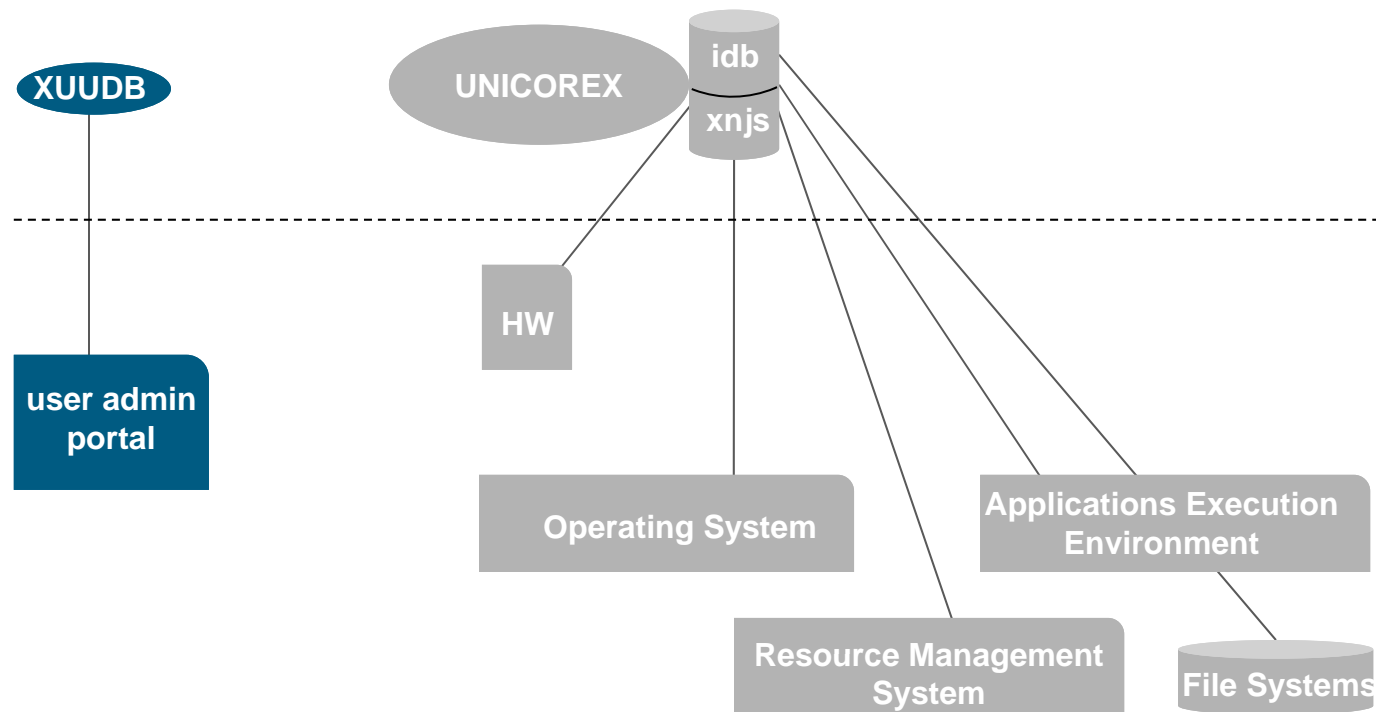 XUUDB
UNICOREX
idb
xnjs
HW
user admin
portal
Operating System
Applications Execution
Environment
Resource Management
System
File Systems